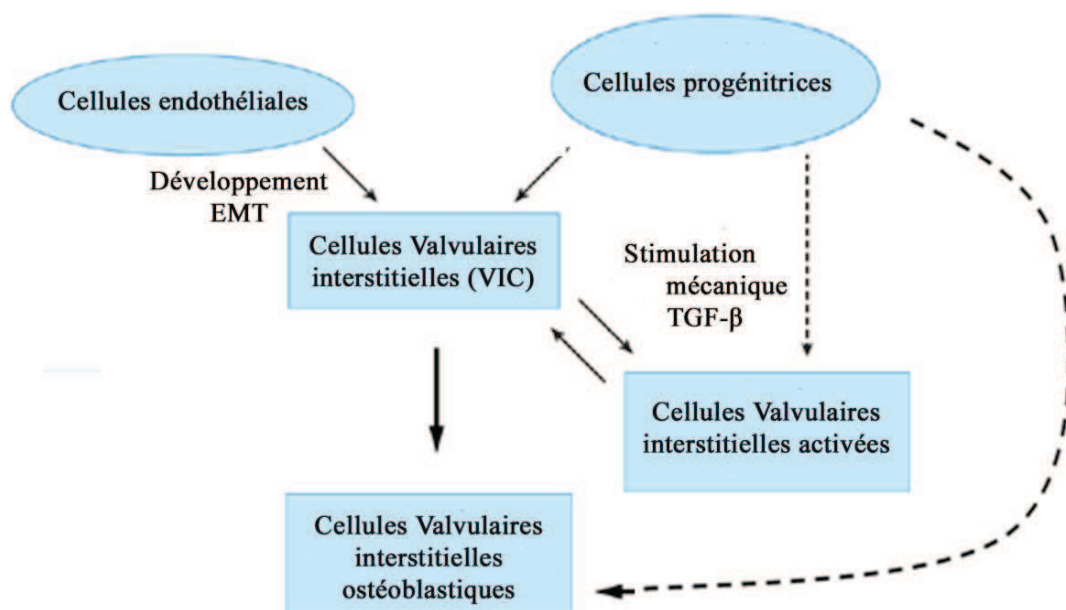 Cellules endothéliales
Cellules progénitrices
Développement
EMT
Cellules Valvulaires
interstitielles (VIC)
Stimulation
mécanique
TGF-β
Cellules Valvulaires
interstitielles activées
Cellules Valvulaires
interstitielles
ostéoblastiques